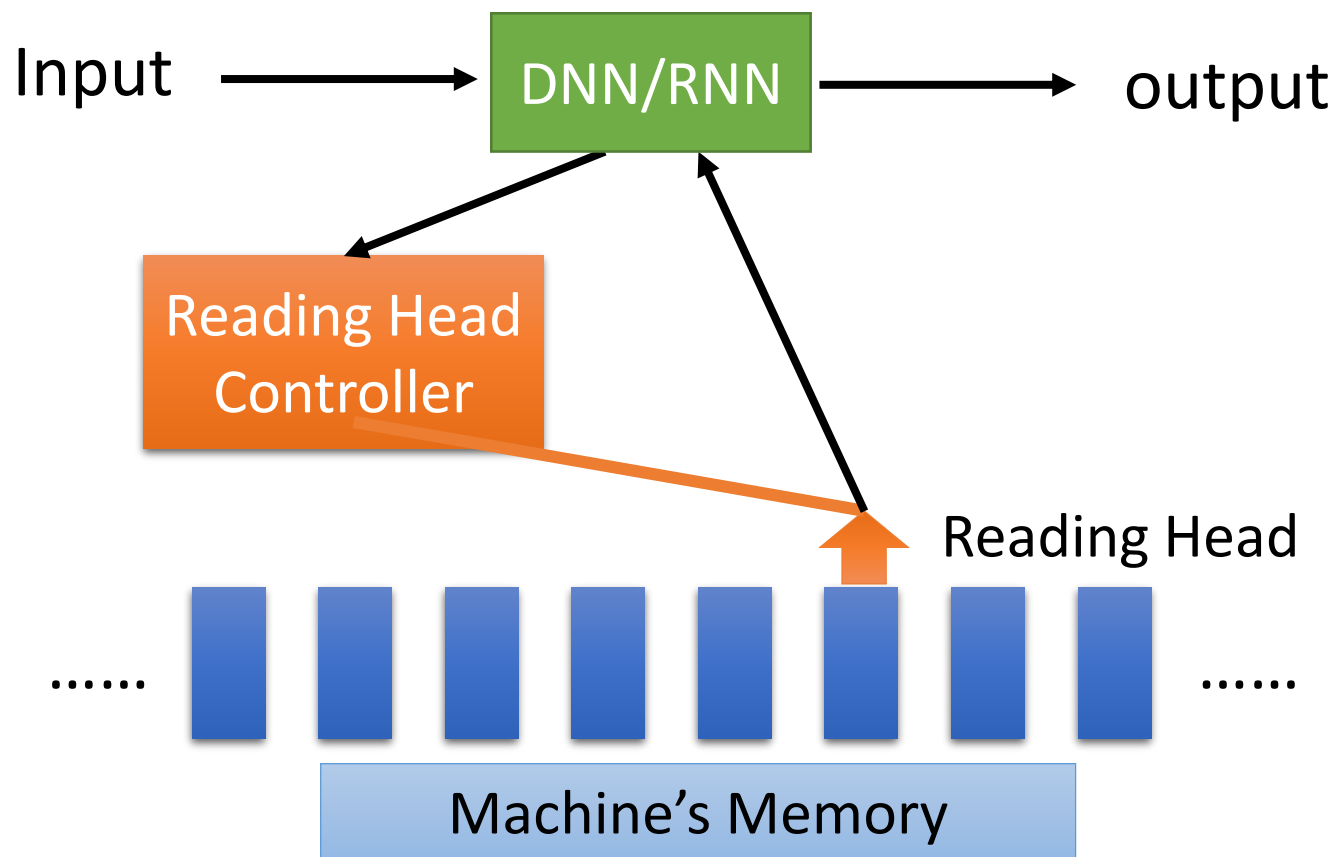 Input
DNN/RNN
output
Reading Head
Controller
Reading Head
……
……
Machine’s Memory